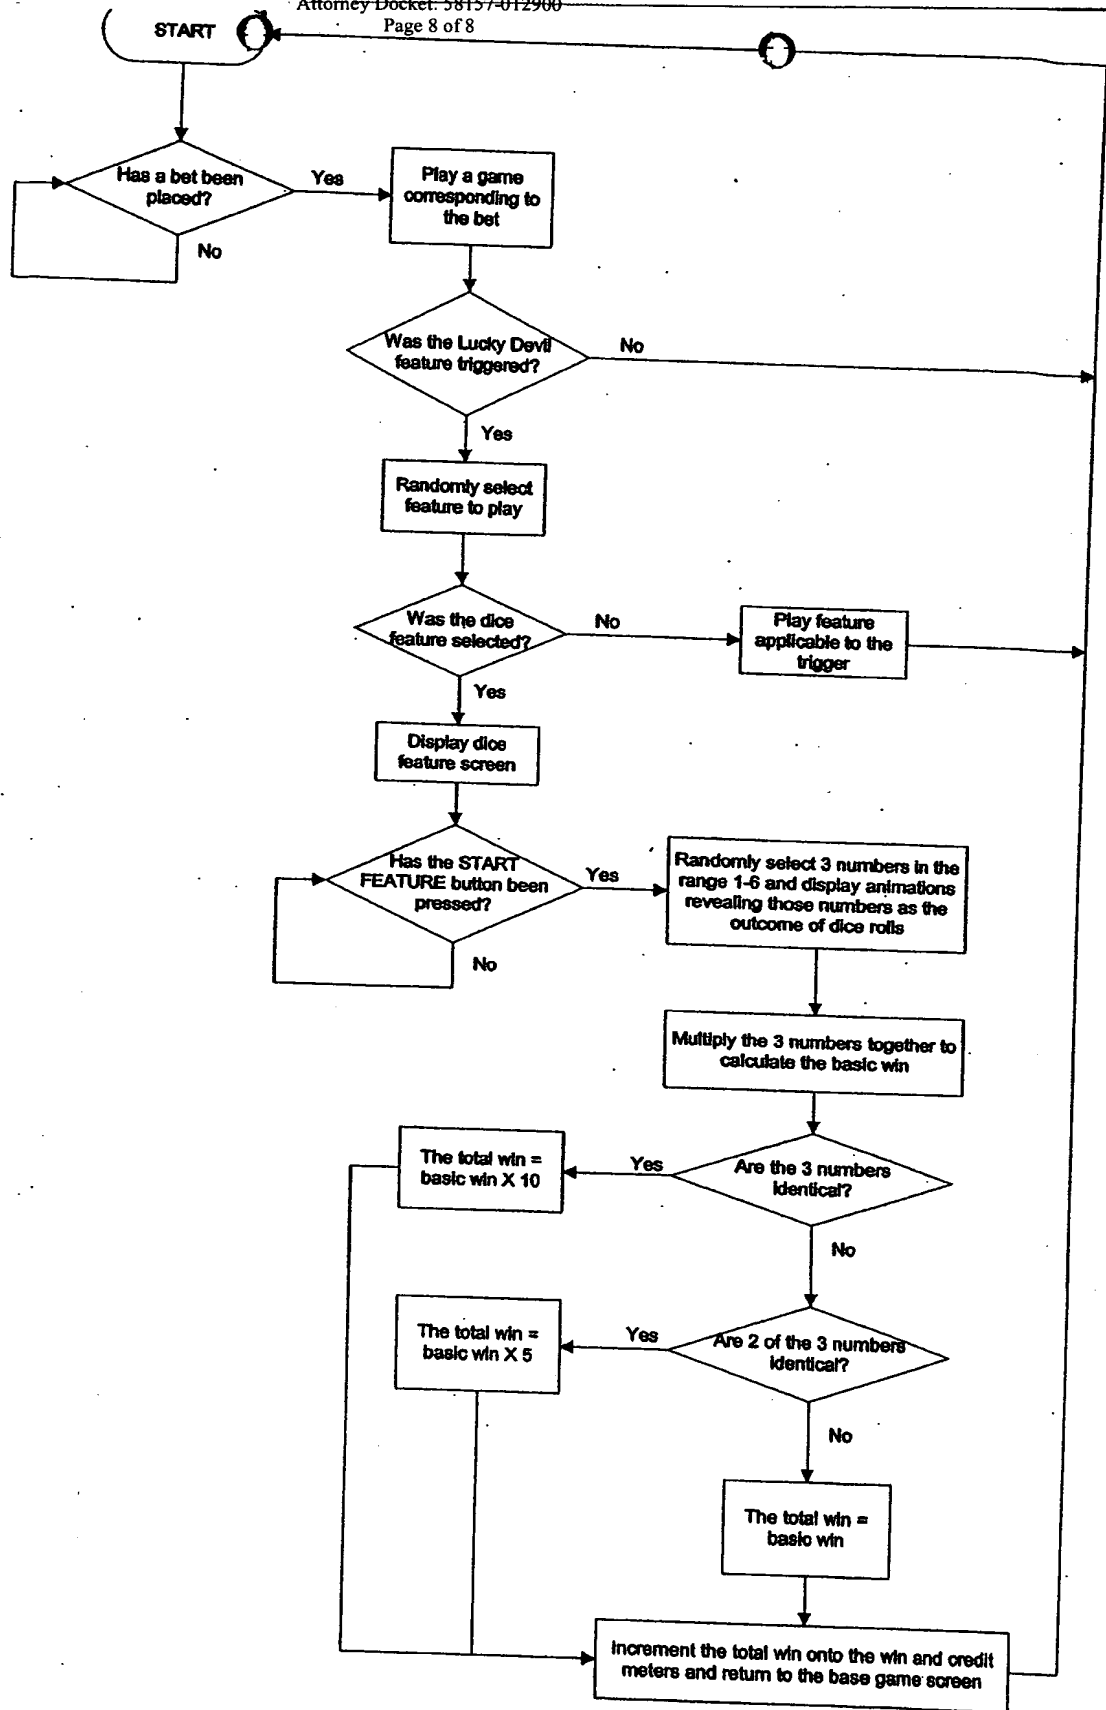 Attorney Docket: 58157-012900
Page 8 of 8
START
Has a bet been
placed?
Yes
No
Play a game
corresponding to
the bet
Was the Lucky Devil
feature triggered?
No
Yes
Randomly select
feature to play
Was the dice
feature selected?
No
Play feature
applicable to the
trigger
Yes
Display dice
feature screen
Has the START
FEATURE button been
pressed?
Yes
No
Randomly select 3 numbers in the
range 1-6 and display animations
revealing those numbers as the
outcome of dice rolls
Multiply the 3 numbers together to
calculate the basic win
Are the 3 numbers
identical?
Yes
The total win =
basic win X 10
No
Are 2 of the 3 numbers
identical?
Yes
The total win =
basic win X 5
No
The total win =
basic win
Increment the total win onto the win and credit
meters and return to the base game screen